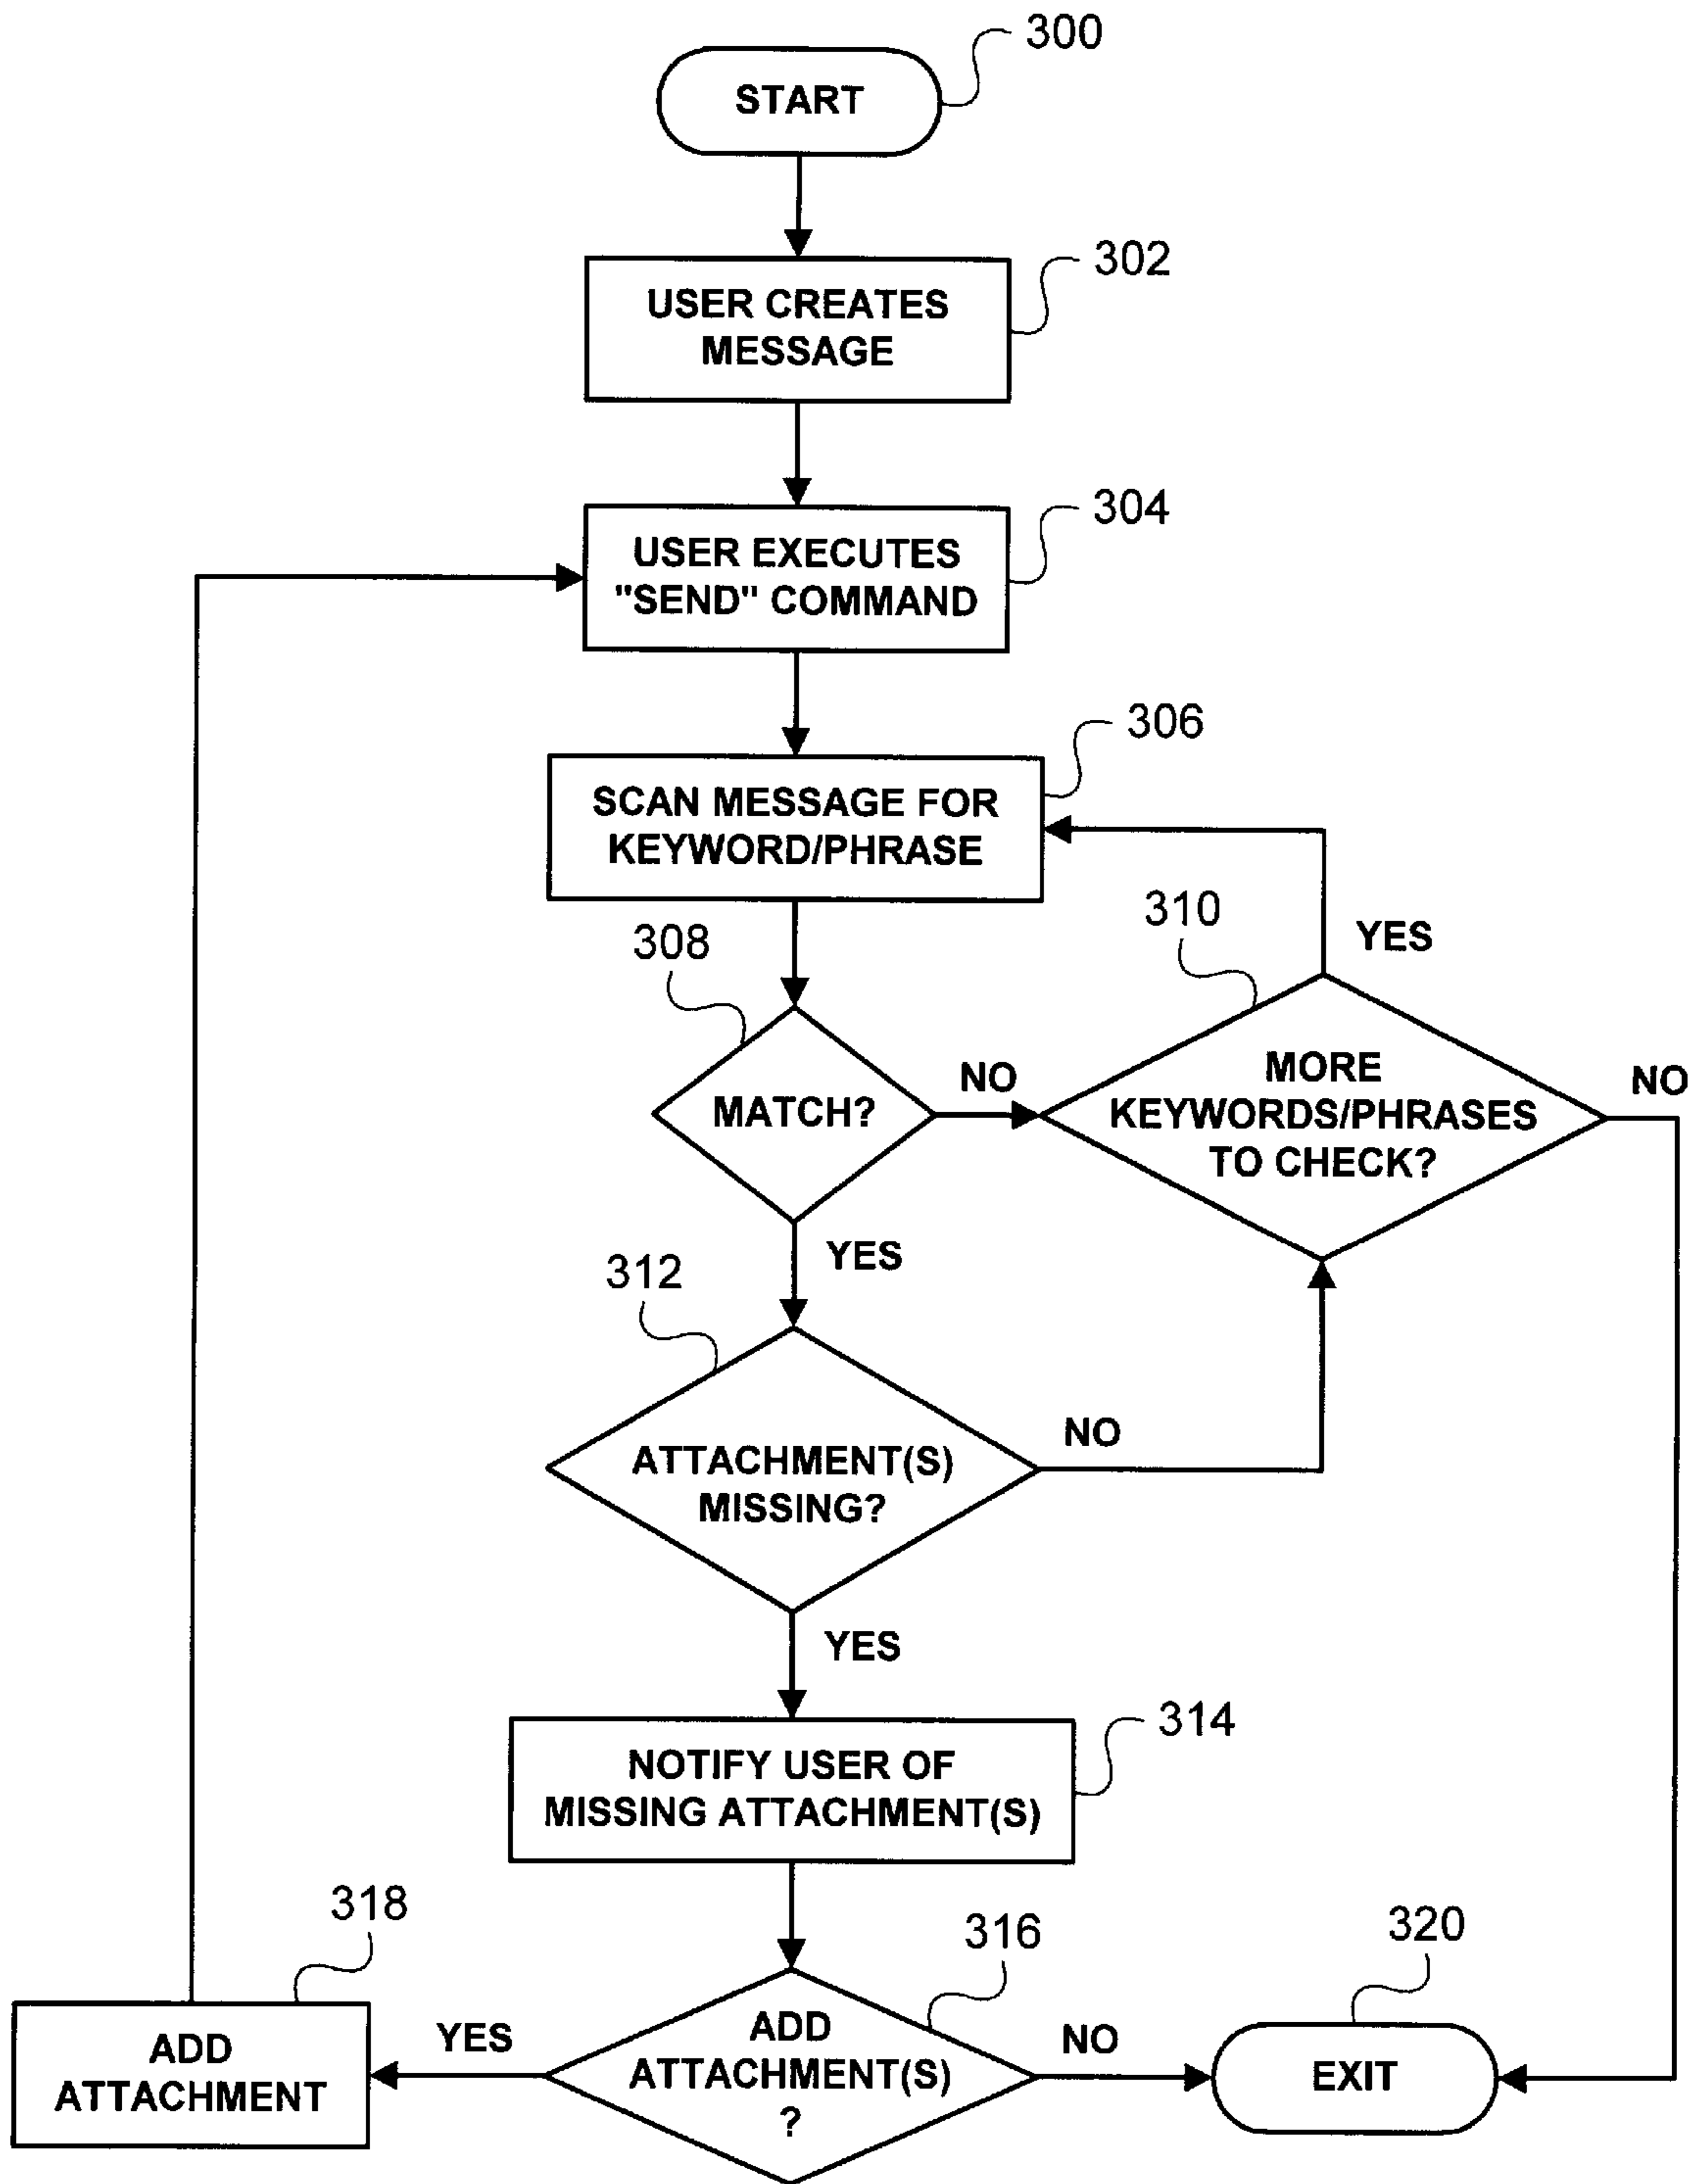 300
START
302
USER CREATES
MESSAGE
304
USER EXECUTES
"SEND" COMMAND
306
SCAN MESSAGE FOR
KEYWORD/PHRASE
308
MATCH?
NO
310
YES
MORE
KEYWORDS/PHRASES
TO CHECK?
NO
YES
312
ATTACHMENT(S)
MISSING?
NO
YES
314
NOTIFY USER OF
MISSING ATTACHMENT(S)
316
ADD
ATTACHMENT(S)
?
YES
318
ADD
ATTACHMENT
NO
320
EXIT